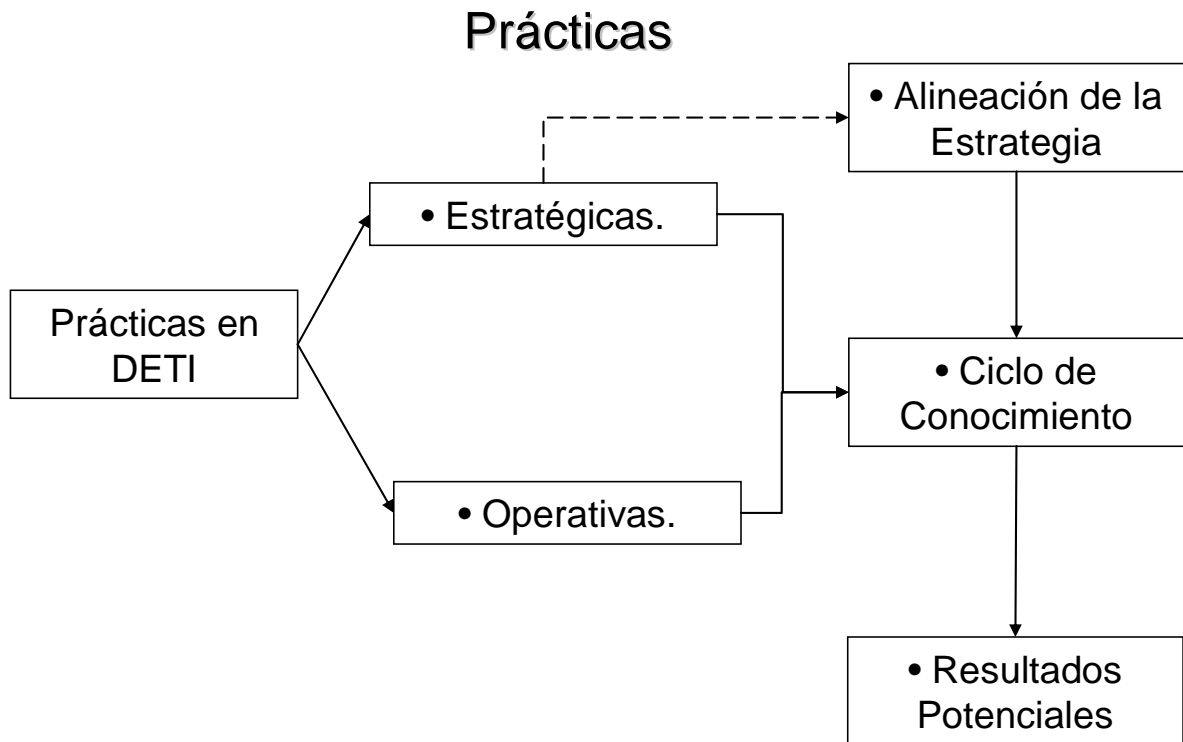 Prácticas
• Alineación de la
Estrategia
• Estratégicas.
Prácticas en
DETI
• Ciclo de
Conocimiento
• Operativas.
• Resultados
Potenciales